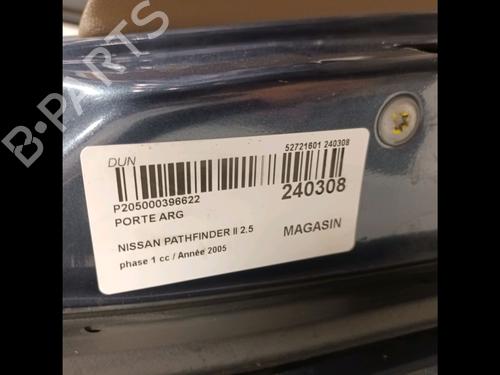 B-PARTS
DUN
52721601 240308
P205000396622
240308
PORTE ARG
NISSAN PATHFINDER II 2.5
MAGASIN
phase 1 cc / Année 2005